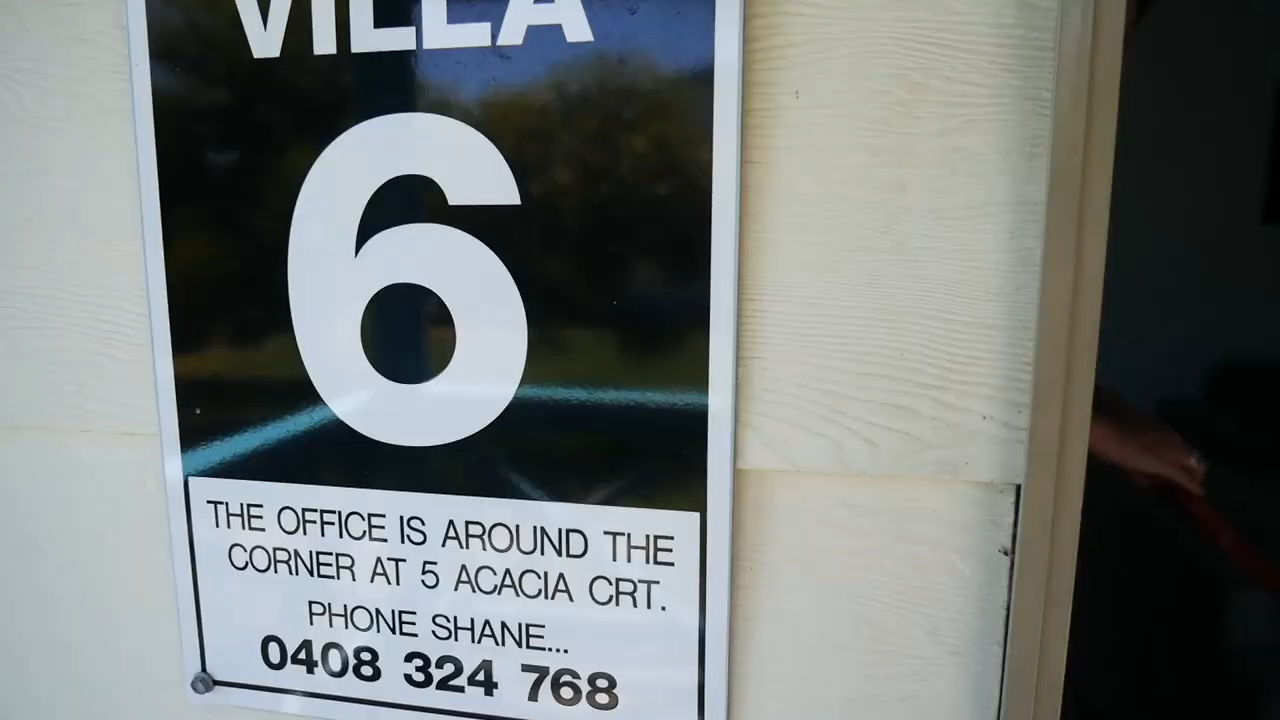 VILLA
6
THE OFFICE IS AROUND THE
CORNER AT 5 ACACIA CRT.
PHONE SHANE...
0408 324 768